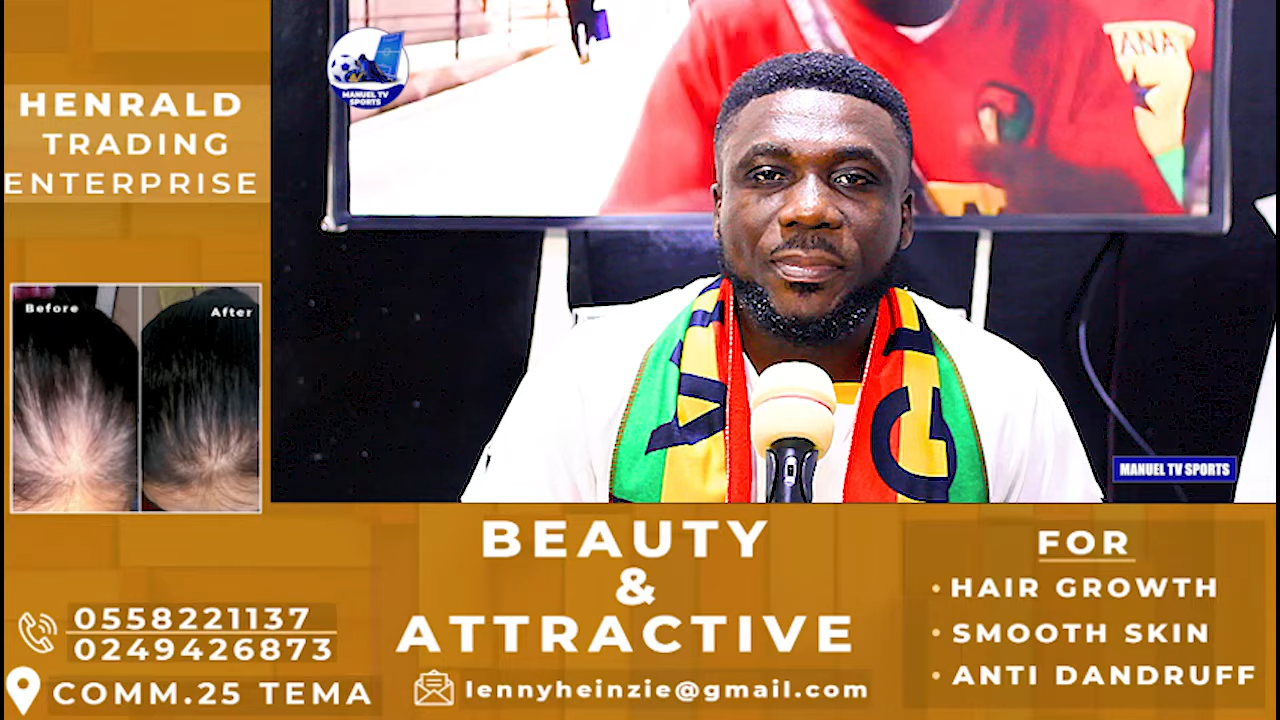 HENRALD
TRADING
ENTERPRISE
MANUEL TV
SPORTS
ANA
Before
After
MANUEL TV SPORTS
BEAUTY
&
ATTRACTIVE
FOR
• HAIR GROWTH
• SMOOTH SKIN
• ANTI DANDRUFF
0558221137
0249426873
COMM.25 TEMA
lennyheinzie@gmail.com